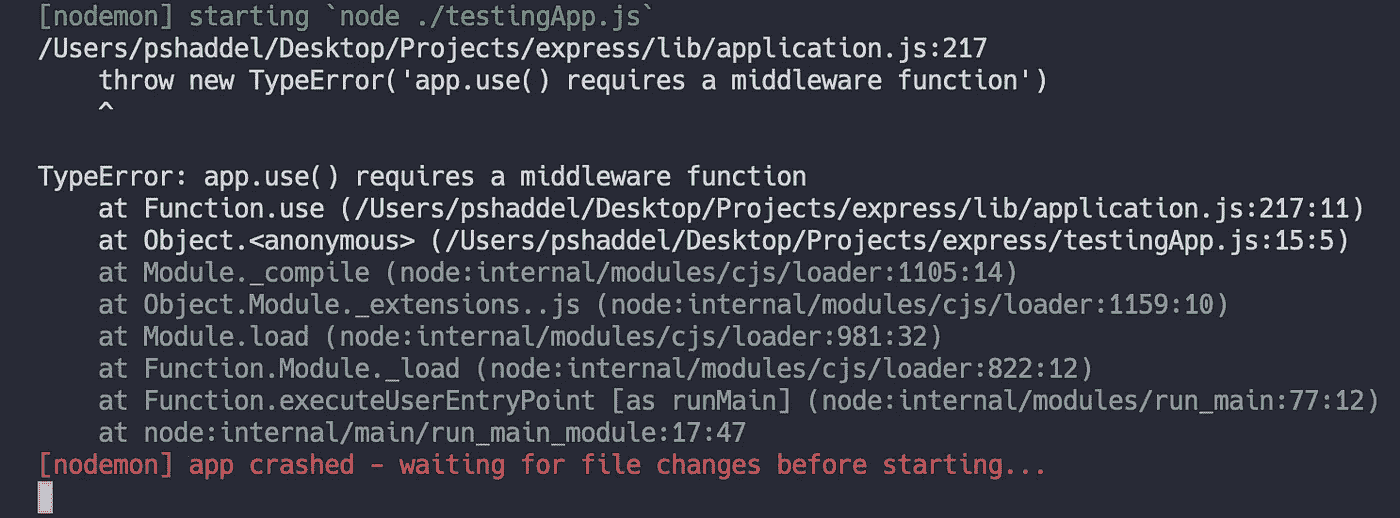 [nodemon] starting `node ./testingApp.js`
/Users/pshaddel/Desktop/Projects/express/lib/application.js:217
    throw new TypeError('app.use() requires a middleware function')
    ^
TypeError: app.use() requires a middleware function
    at Function.use (/Users/pshaddel/Desktop/Projects/express/lib/application.js:217:11)
    at Object.<anonymous> (/Users/pshaddel/Desktop/Projects/express/testingApp.js:15:5)
    at Module._compile (node:internal/modules/cjs/loader:1105:14)
    at Object.Module._extensions..js (node:internal/modules/cjs/loader:1159:10)
    at Module.load (node:internal/modules/cjs/loader:981:32)
    at Function.Module._load (node:internal/modules/cjs/loader:822:12)
    at Function.executeUserEntryPoint [as runMain] (node:internal/modules/run_main:77:12)
    at node:internal/main/run_main_module:17:47
[nodemon] app crashed - waiting for file changes before starting...